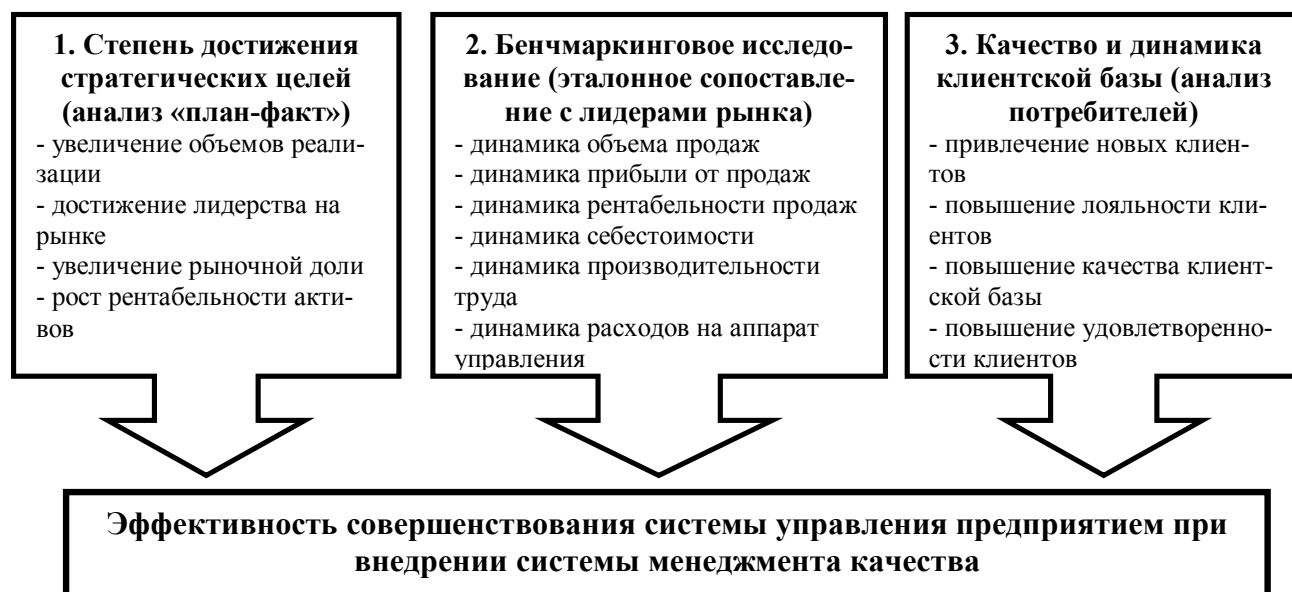 1. Степень достижения
стратегических целей
(анализ «план-факт»)
- увеличение объемов реали-
зации
- достижение лидерства на
рынке
- увеличение рыночной доли
- рост рентабельности акти-
вов
2. Бенчмаркинговое исследо-
вание (эталонное сопоставле-
ние с лидерами рынка)
- динамика объема продаж
- динамика прибыли от продаж
- динамика рентабельности продаж
- динамика себестоимости
- динамика производительности
труда
- динамика расходов на аппарат
управления
3. Качество и динамика
клиентской базы (анализ
потребителей)
- привлечение новых клиен-
тов
- повышение лояльности кли-
ентов
- повышение качества клиент-
ской базы
- повышение удовлетворенно-
сти клиентов
Эффективность совершенствования системы управления предприятием при
внедрении системы менеджмента качества